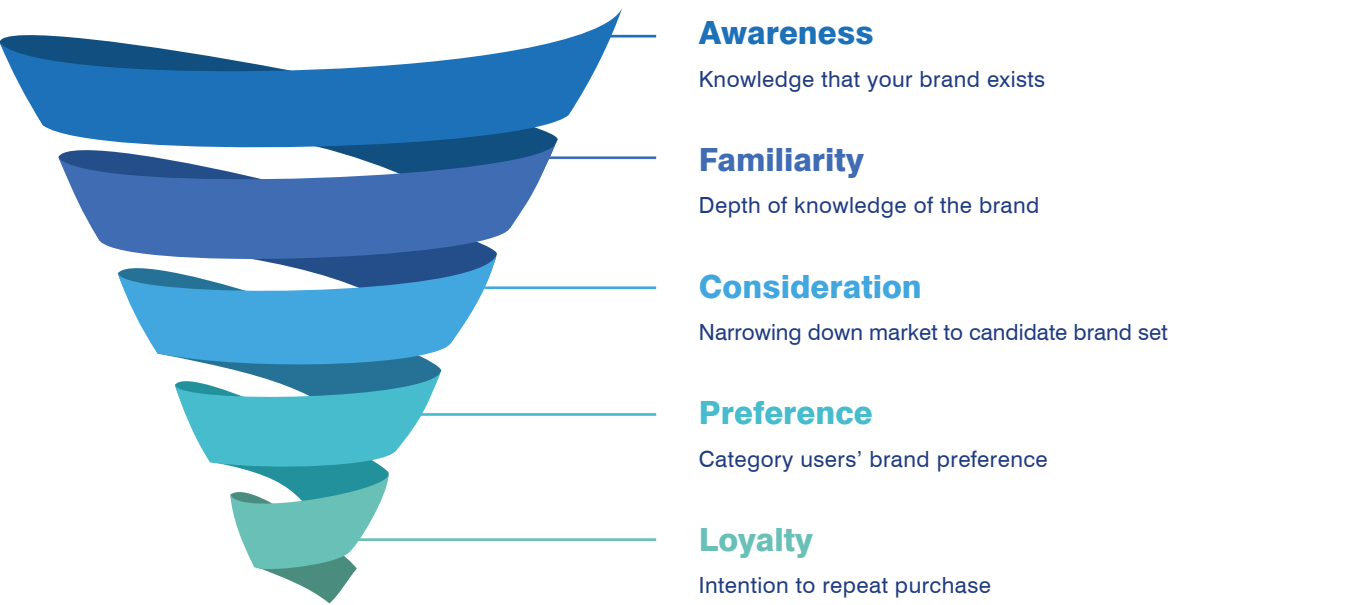 Awareness
Knowledge that your brand exists
Familiarity
Depth of knowledge of the brand
Consideration
Narrowing down market to candidate brand set
Preference
Category users’ brand preference
Loyalty
Intention to repeat purchase